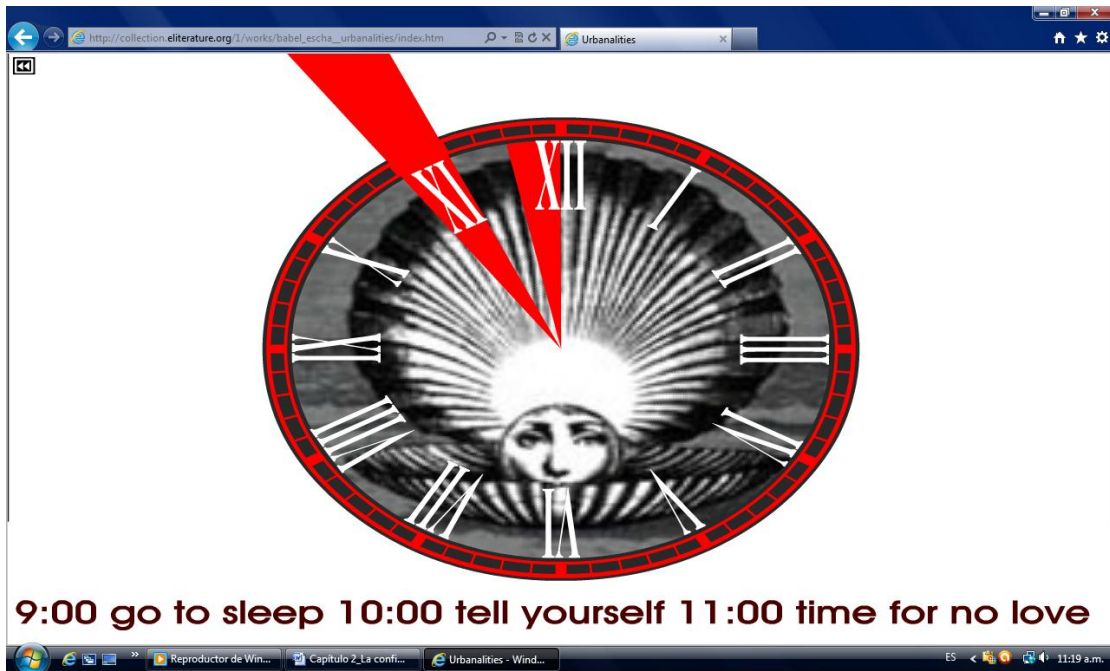 http://collection.eliterature.org/1/works/babel_escha__urbanalities/index.htm
Urbanalities
XII
I
II
III
IIII
V
VI
VII
VIII
IX
X
XI
9:00 go to sleep 10:00 tell yourself 11:00 time for no love
Reproductor de Win...
Capitulo 2_La confi...
Urbanalities - Wind...
ES
11:19 a.m.